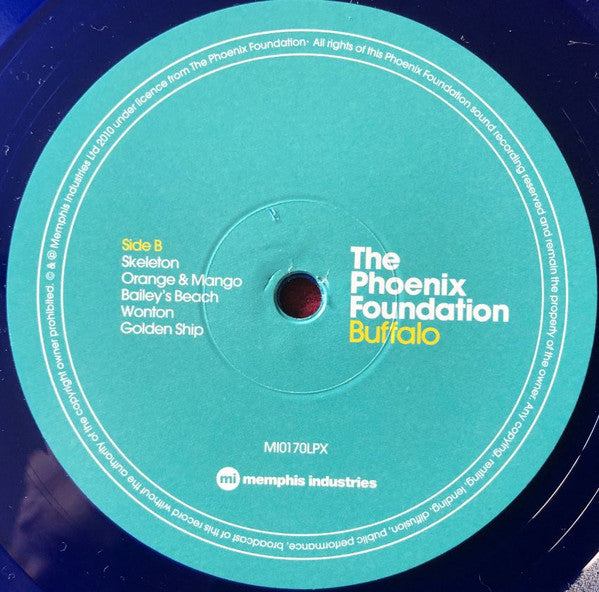 Side B
Skeleton
Orange & Mango
Bailey's Beach
Wonton
Golden Ship
The
Phoenix
Foundation
Buffalo
MI0170LPX
mi memphis industries
℗ & © Memphis Industries Ltd 2010 under licence from The Phoenix Foundation· All rights of this Phoenix Foundation sound recording reserved and remain the property of the owner. Any copying, renting, lending, diffusion, public performance, broadcast of this record without the authority of the copyright owner prohibited.